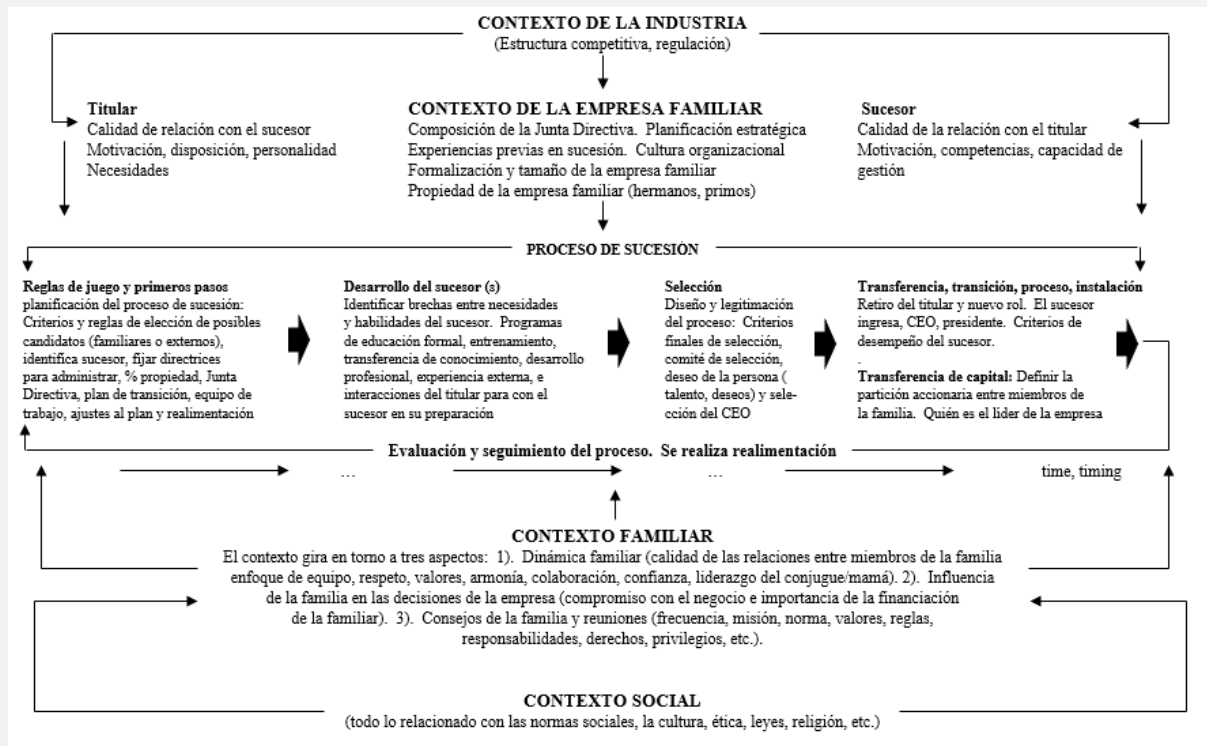 CONTEXTO DE LA INDUSTRIA
(Estructura competitiva, regulación)
Titular
Calidad de relación con el sucesor
Motivación, disposición, personalidad
Necesidades
CONTEXTO DE LA EMPRESA FAMILIAR
Composición de la Junta Directiva. Planificación estratégica
Experiencias previas en sucesión. Cultura organizacional
Formalización y tamaño de la empresa familiar
Propiedad de la empresa familiar (hermanos, primos)
Sucesor
Calidad de la relación con el titular
Motivación, competencias, capacidad de
gestión
PROCESO DE SUCESIÓN
Reglas de juego y primeros pasos
planificación del proceso de sucesión:
Criterios y reglas de elección de posibles
candidatos (familiares o externos),
identifica sucesor, fijar directrices
para administrar, % propiedad, Junta
Directiva, plan de transición, equipo de
trabajo, ajustes al plan y realimentación
Desarrollo del sucesor (s)
Identificar brechas entre necesidades
y habilidades del sucesor. Programas
de educación formal, entrenamiento,
transferencia de conocimiento, desarrollo
profesional, experiencia externa, e
interacciones del titular para con el
sucesor en su preparación
Selección
Diseño y legitimación
del proceso: Criterios
finales de selección,
comité de selección,
deseo de la persona (
talento, deseos) y sele-
cción del CEO
Transferencia, transición, proceso, instalación
Retiro del titular y nuevo rol. El sucesor
ingresa, CEO, presidente. Criterios de
desempeño del sucesor.
.
Transferencia de capital: Definir la
partición accionaria entre miembros de
la familia. Quién es el líder de la empresa
Evaluación y seguimiento del proceso. Se realiza realimentación
... ... time, timing
CONTEXTO FAMILIAR
El contexto gira en torno a tres aspectos: 1). Dinámica familiar (calidad de las relaciones entre miembros de la familia
enfoque de equipo, respeto, valores, armonía, colaboración, confianza, liderazgo del conjugue/mamá). 2). Influencia
de la familia en las decisiones de la empresa (compromiso con el negocio e importancia de la financiación
de la familiar). 3). Consejos de la familia y reuniones (frecuencia, misión, norma, valores, reglas,
responsabilidades, derechos, privilegios, etc.).
CONTEXTO SOCIAL
(todo lo relacionado con las normas sociales, la cultura, ética, leyes, religión, etc.)